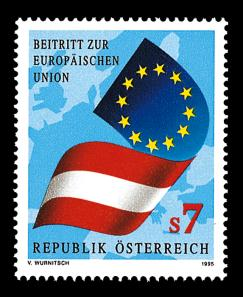 BEITRITT ZUR
EUROPÄISCHEN
UNION
s7
REPUBLIK ÖSTERREICH
V. WURNITSCH 1995